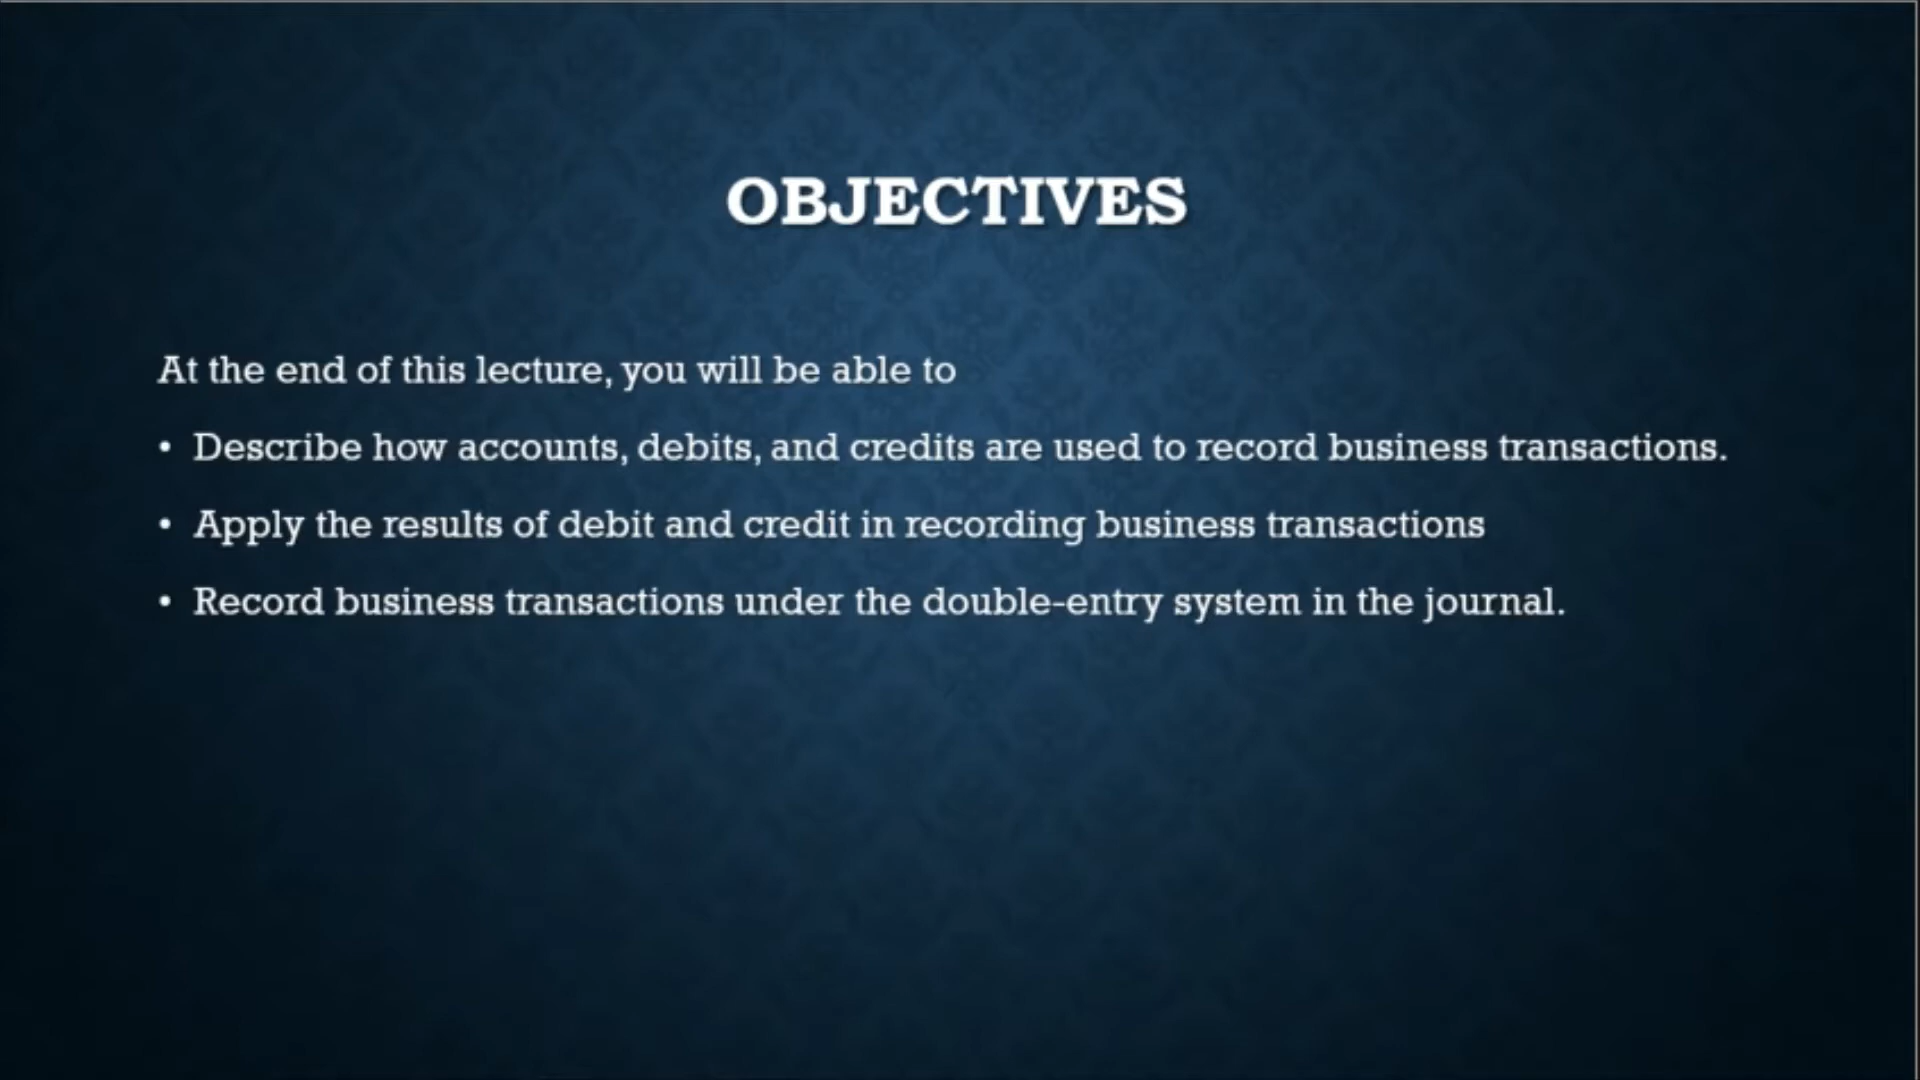 OBJECTIVES
At the end of this lecture, you will be able to
• Describe how accounts, debits, and credits are used to record business transactions.
• Apply the results of debit and credit in recording business transactions
• Record business transactions under the double-entry system in the journal.